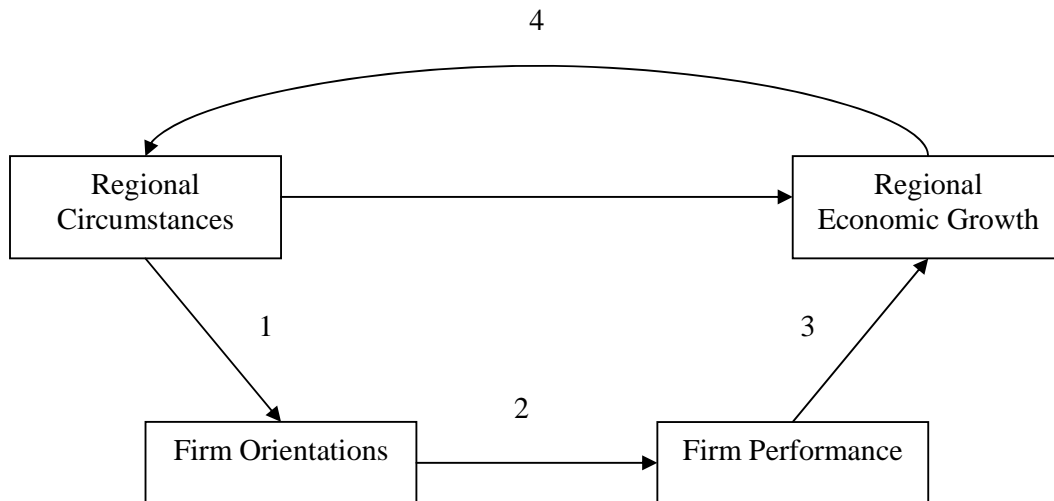 4
Regional
Circumstances
Regional
Economic Growth
1
3
2
Firm Orientations
Firm Performance